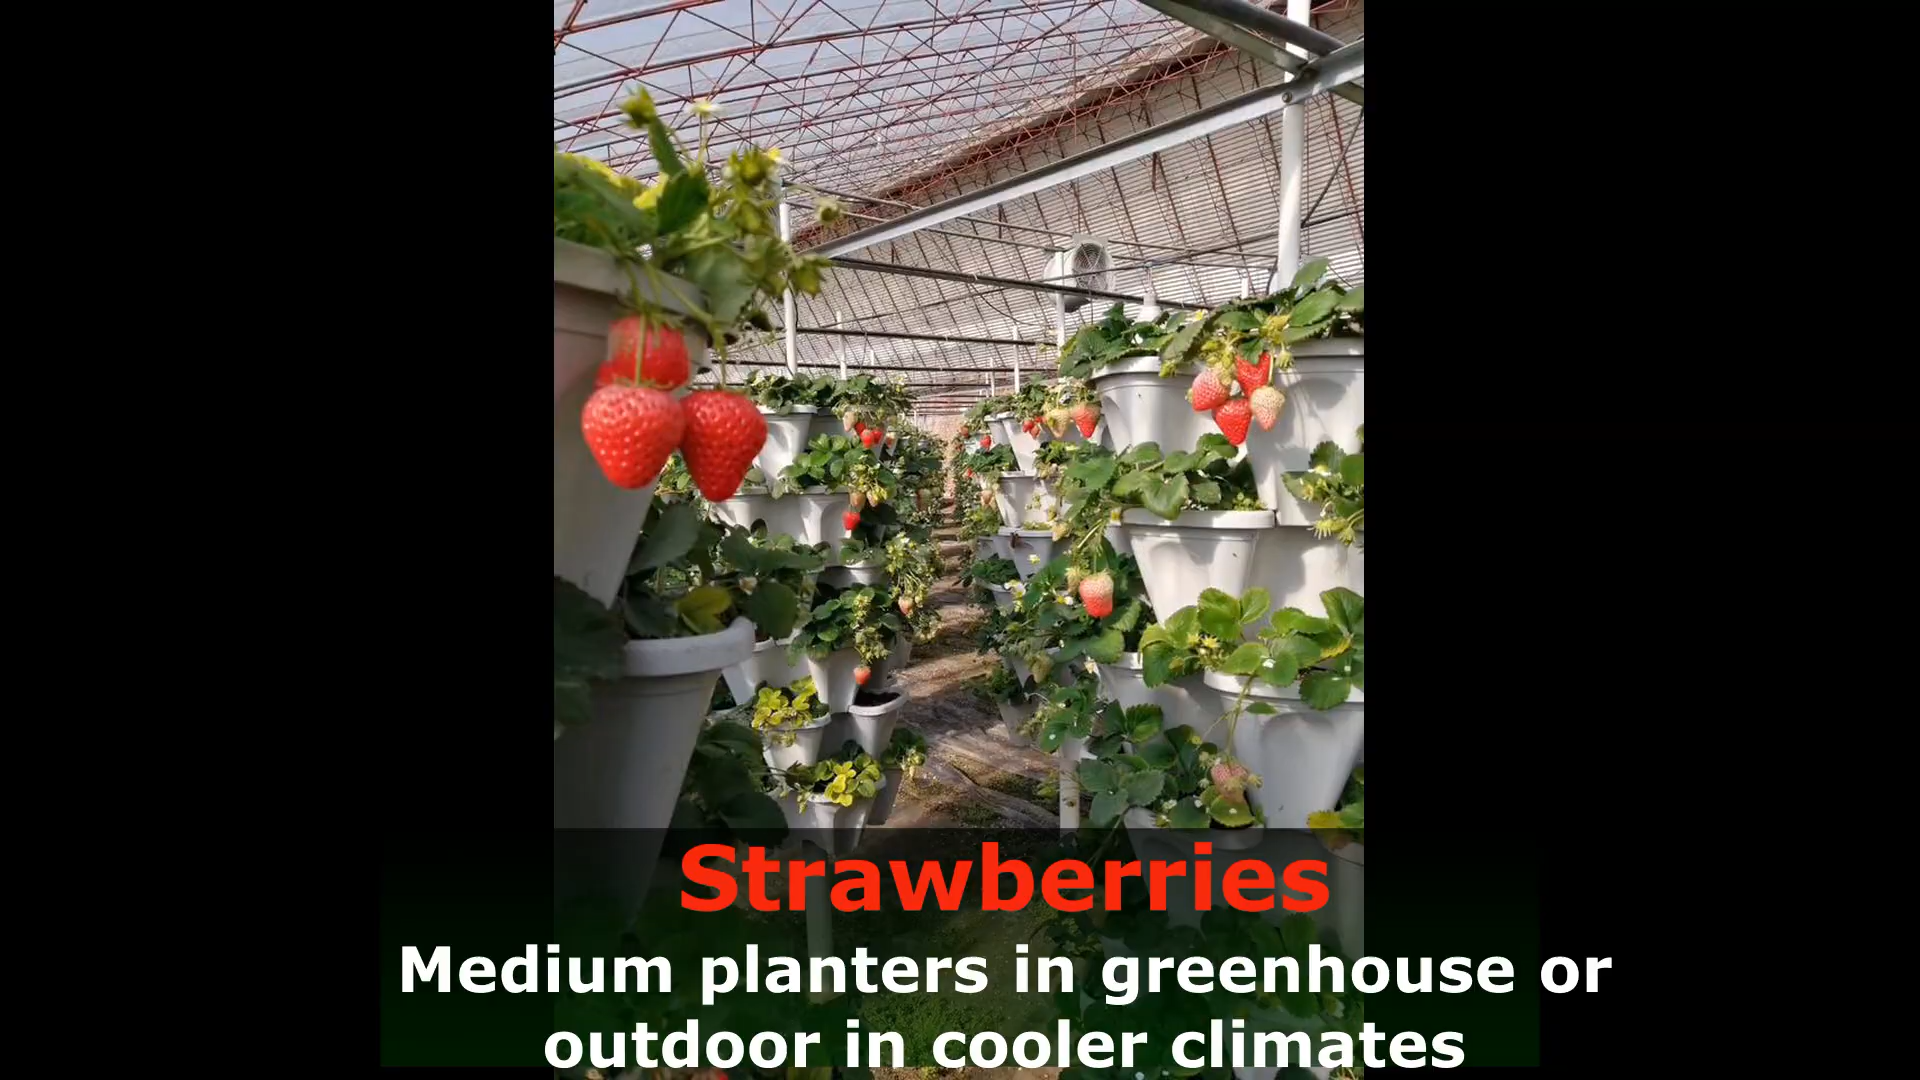 Strawberries
Medium planters in greenhouse or
outdoor in cooler climates